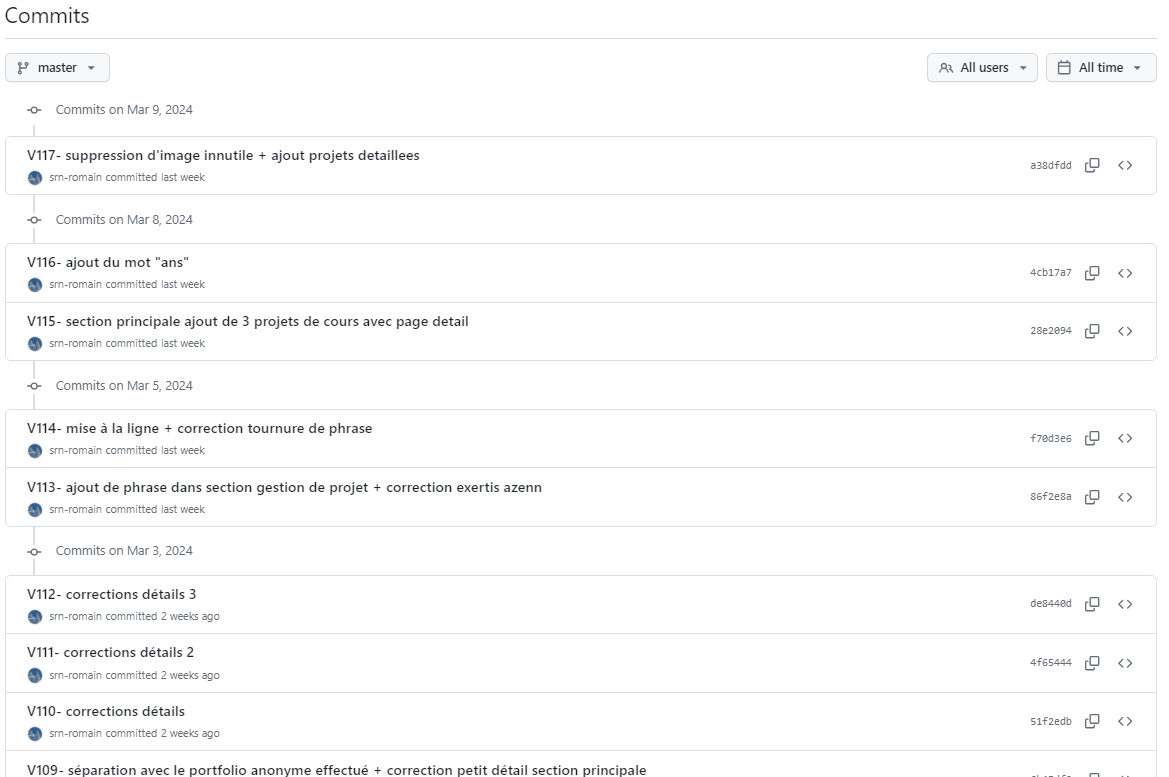 Commits
master
All users
All time
Commits on Mar 9, 2024
V117- suppression d'image innutile + ajout projets detaillees
srn-romain committed last week
a38dfdd
Commits on Mar 8, 2024
V116- ajout du mot "ans"
srn-romain committed last week
4cb17a7
V115- section principale ajout de 3 projets de cours avec page detail
srn-romain committed last week
28e2094
Commits on Mar 5, 2024
V114- mise à la ligne + correction tournure de phrase
srn-romain committed last week
f70d3e6
V113- ajout de phrase dans section gestion de projet + correction exertis azenn
srn-romain committed last week
86f2e8a
Commits on Mar 3, 2024
V112- corrections détails 3
srn-romain committed 2 weeks ago
de8440d
V111- corrections détails 2
srn-romain committed 2 weeks ago
4f65444
V110- corrections détails
srn-romain committed 2 weeks ago
51f2edb
V109- séparation avec le portfolio anonyme effectué + correction petit détail section principale